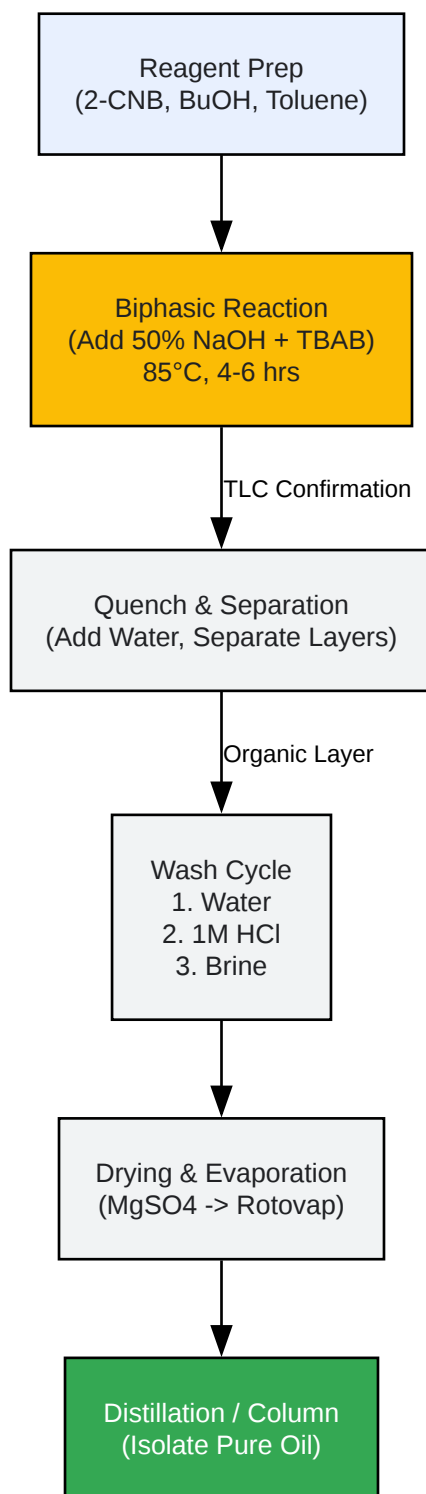 Reagent Prep
(2-CNB, BuOH, Toluene)
Biphasic Reaction
(Add 50% NaOH + TBAB)
85°C, 4-6 hrs
TLC Confirmation
Quench & Separation
(Add Water, Separate Layers)
Organic Layer
Wash Cycle
1. Water
2. 1M HCl
3. Brine
Drying & Evaporation
(MgSO4 -> Rotovap)
Distillation / Column
(Isolate Pure Oil)